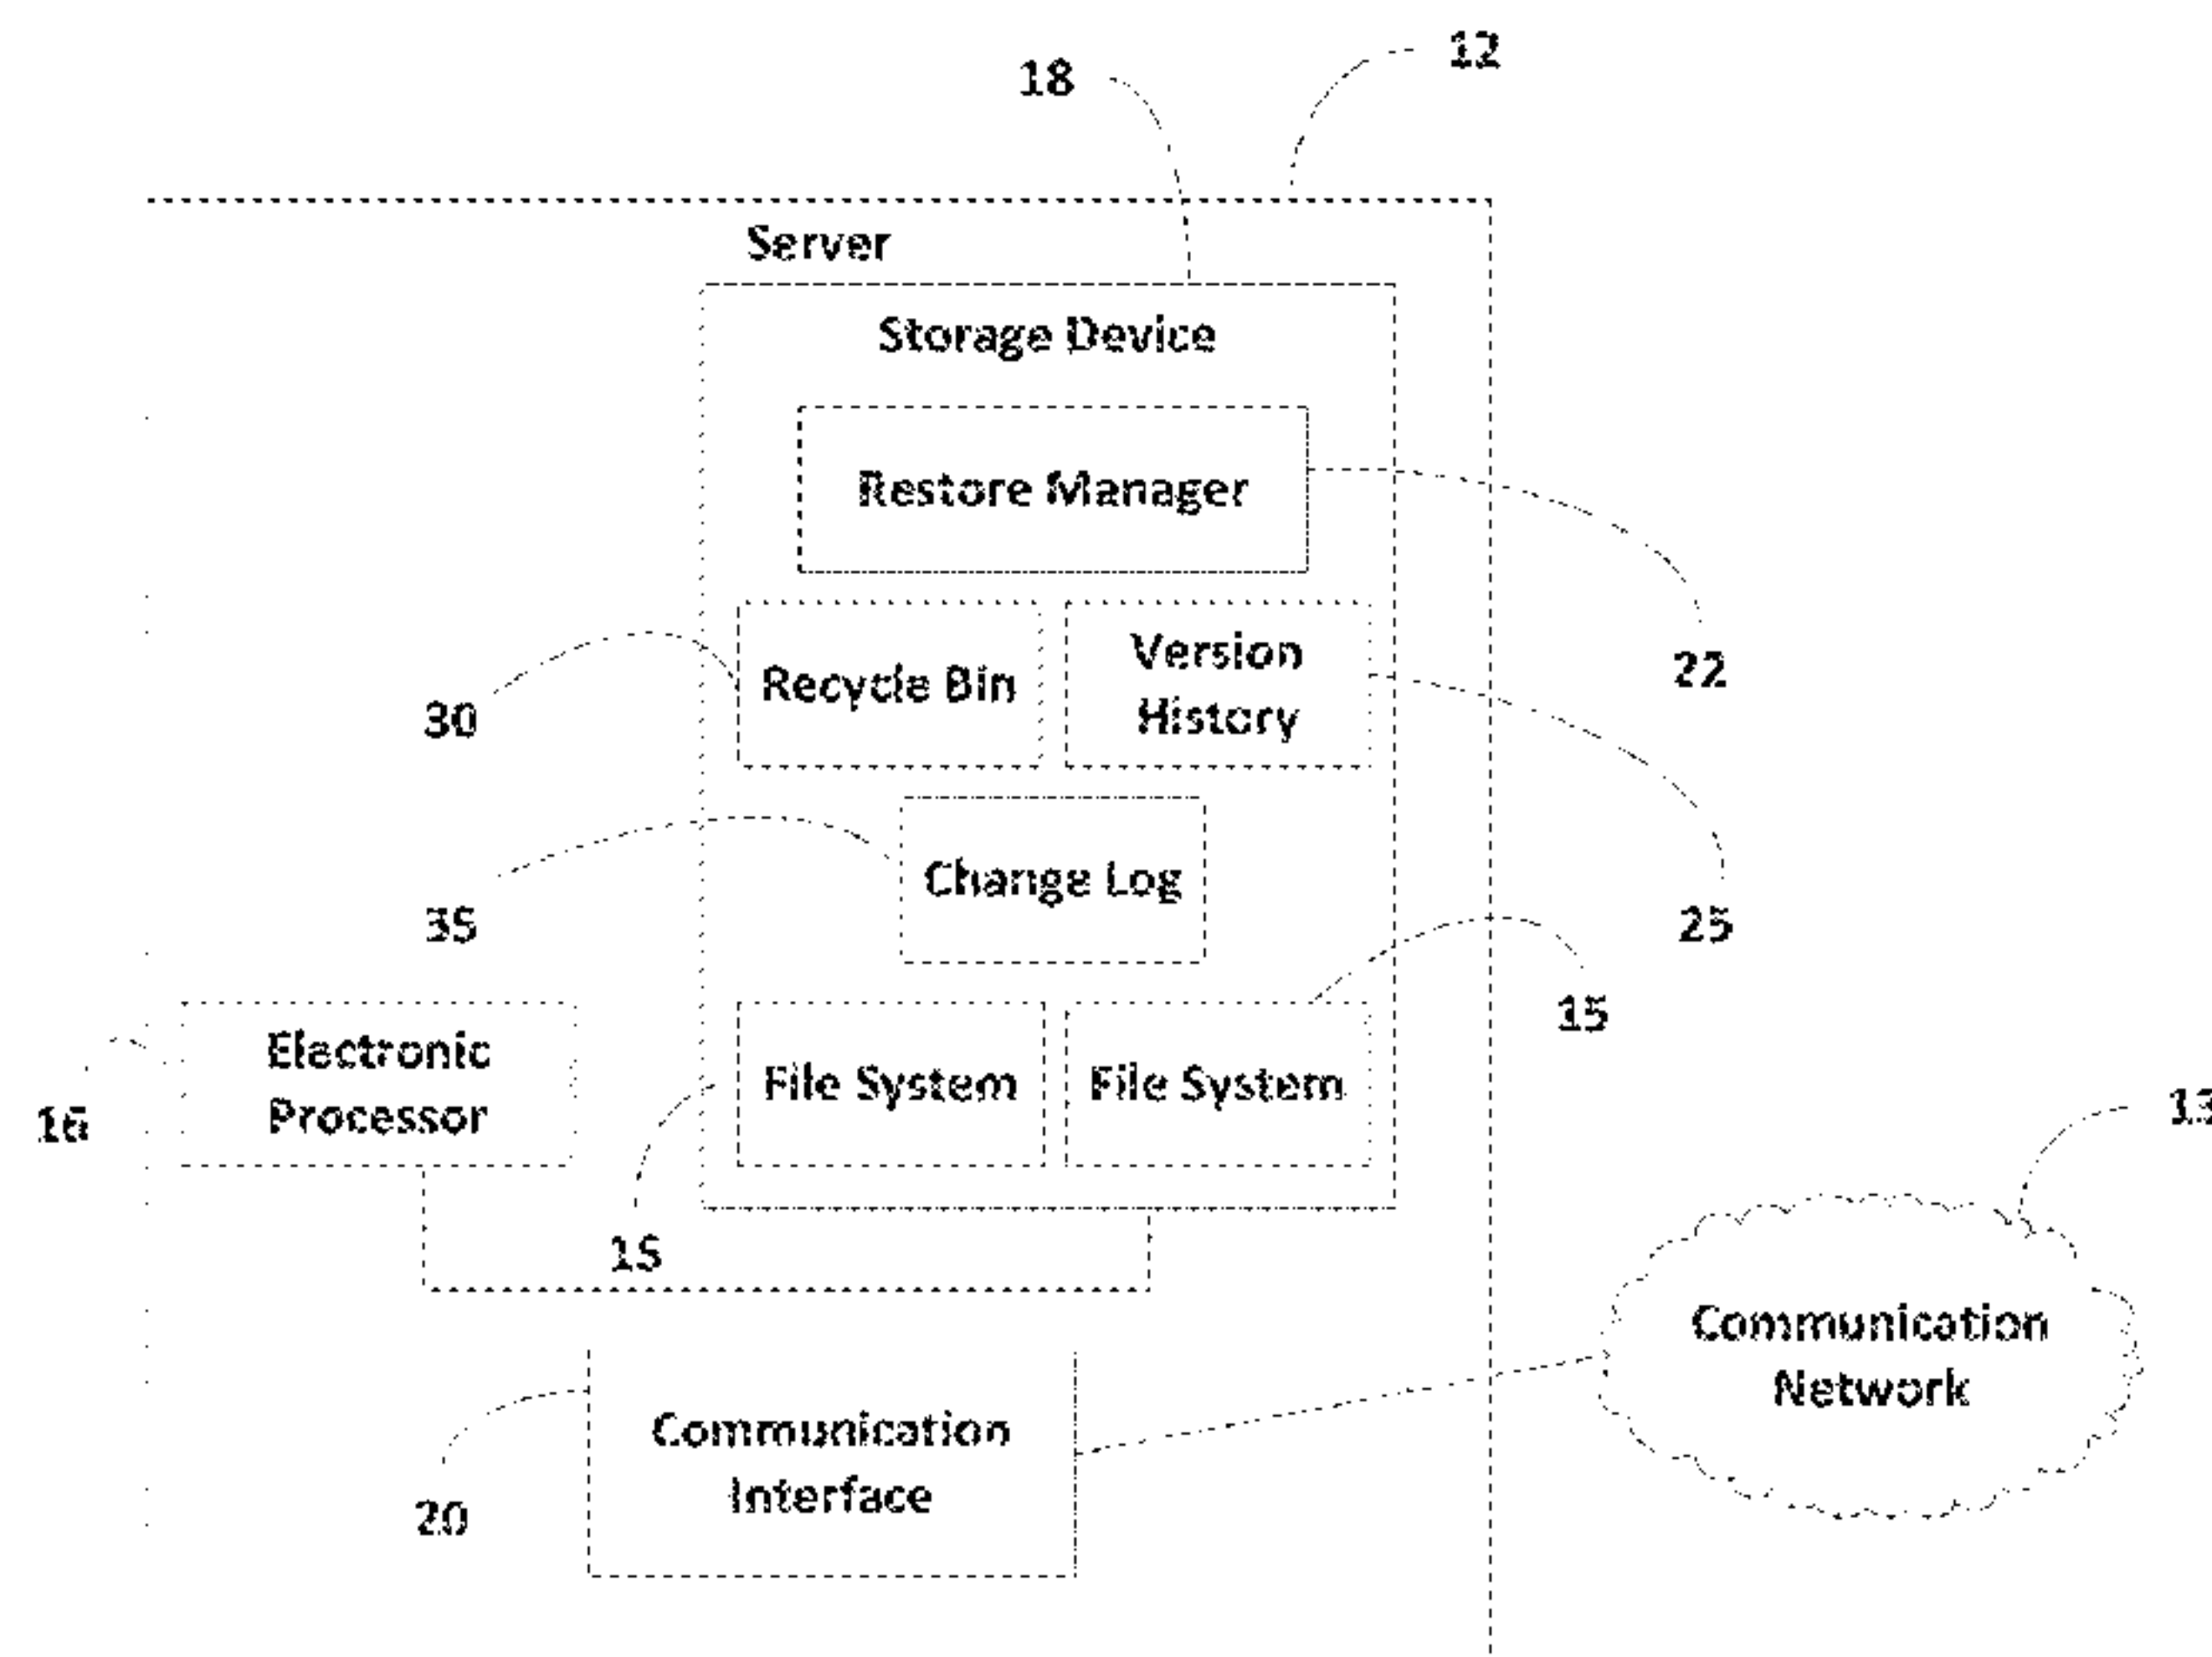 12
18
Server
Storage Device
Restore Manager
22
Recycle Bin
Version
History
30
25
Change Log
35
15
Electronic
Processor
16
File System
File System
13
15
Communication
Network
Communication
Interface
20